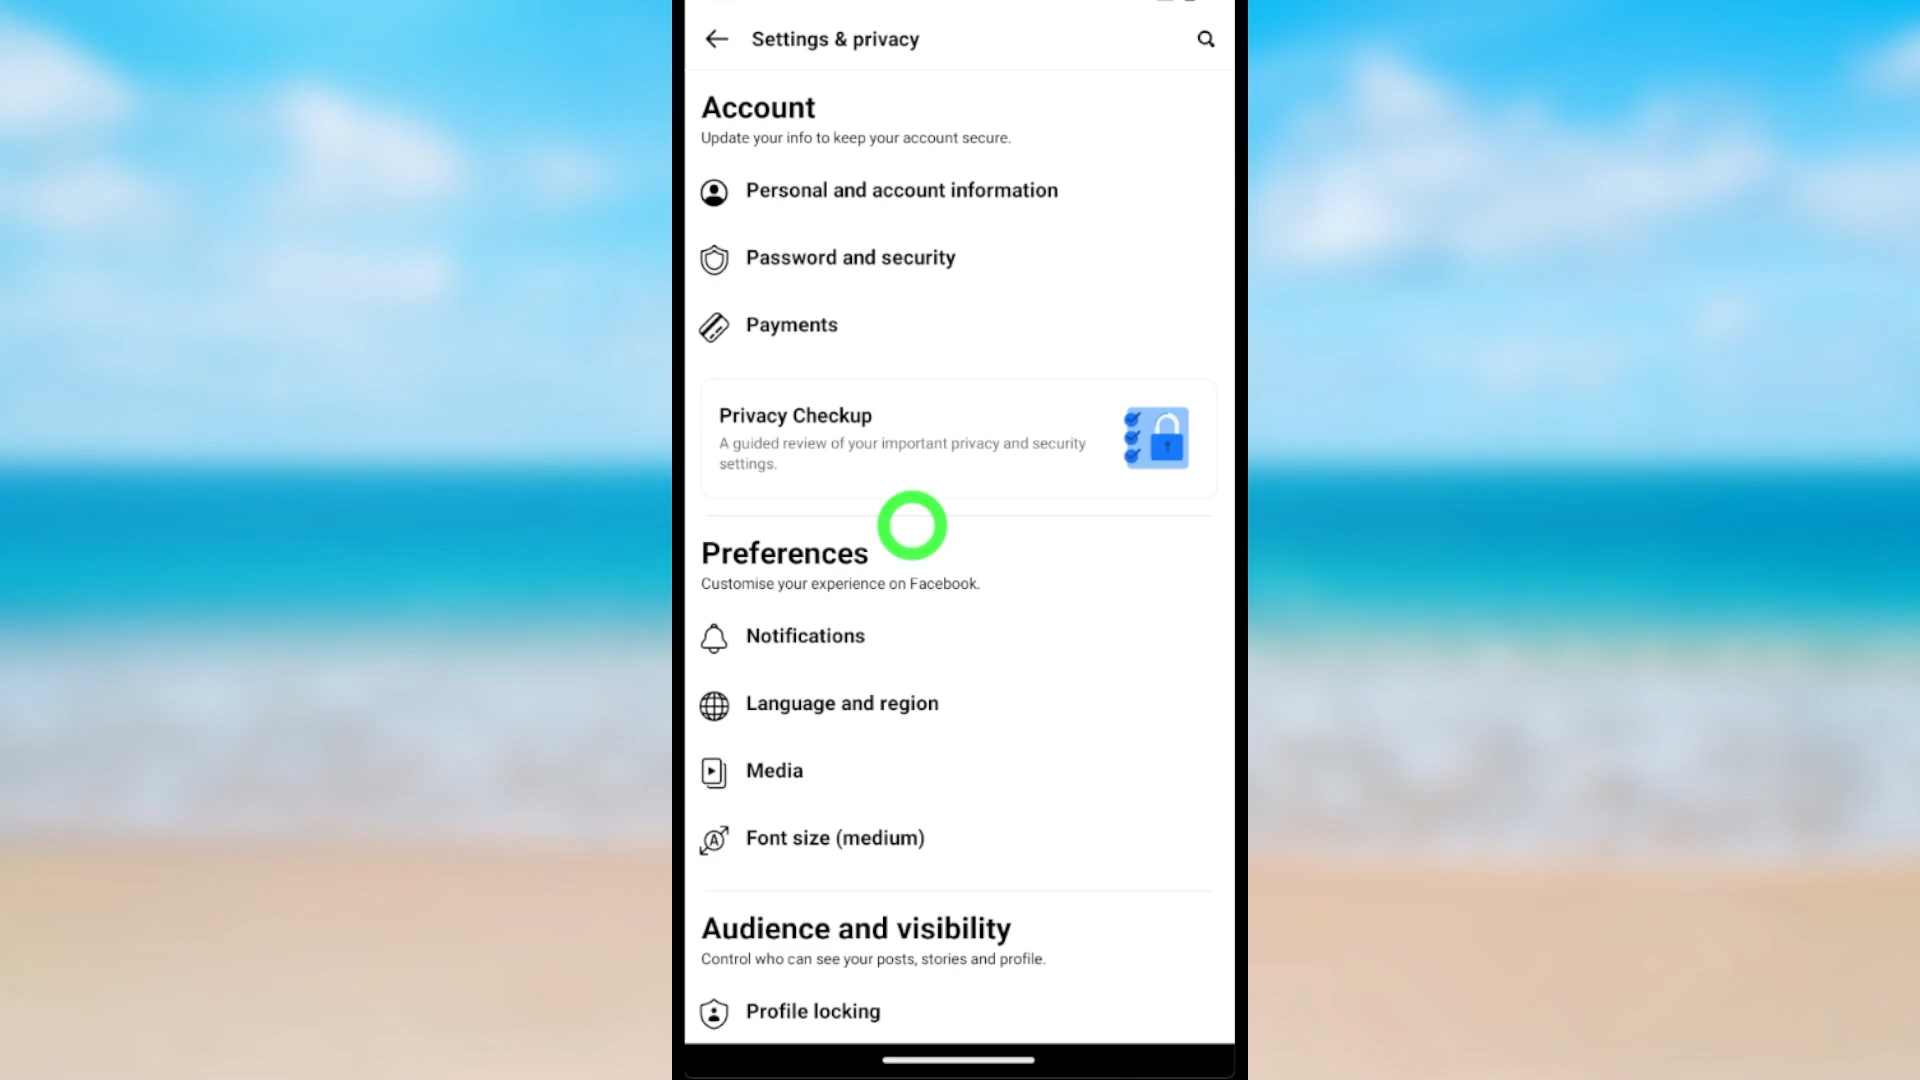 Settings & privacy
Account
Update your info to keep your account secure.
Personal and account information
Password and security
Payments
Privacy Checkup
A guided review of your important privacy and security
settings.
Preferences
Customise your experience on Facebook.
Notifications
Language and region
Media
Font size (medium)
Audience and visibility
Control who can see your posts, stories and profile.
Profile locking